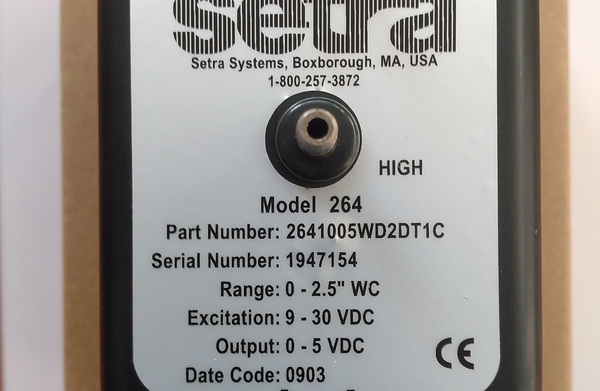 setra
Setra Systems, Boxborough, MA, USA
1-800-257-3872
HIGH
Model 264
Part Number: 2641005WD2DT1C
Serial Number: 1947154
Range: 0 - 2.5" WC
Excitation: 9 - 30 VDC
Output: 0 - 5 VDC
CE
Date Code: 0903